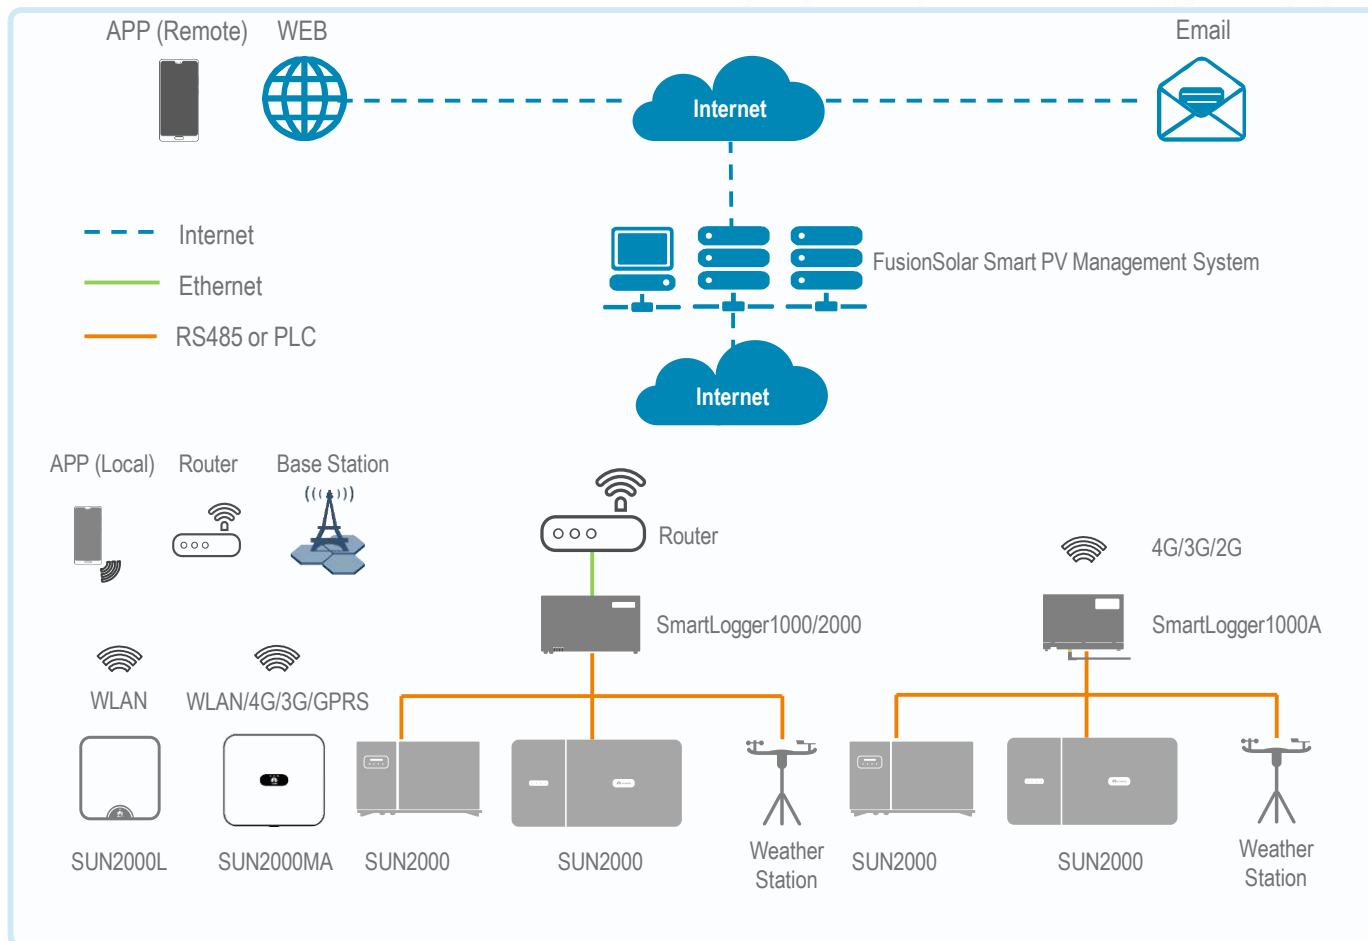 APP (Remote)
WEB
Email
Internet
Internet
Ethernet
RS485 or PLC
FusionSolar Smart PV Management System
Internet
APP (Local)
Router
Base Station
Router
4G/3G/2G
SmartLogger1000/2000
SmartLogger1000A
WLAN
WLAN/4G/3G/GPRS
SUN2000L
SUN2000MA
SUN2000
SUN2000
Weather
Station
SUN2000
SUN2000
Weather
Station